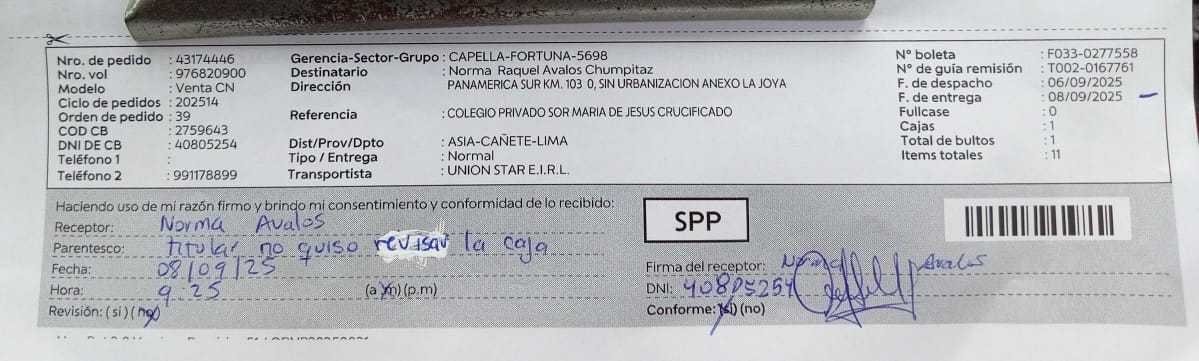 Nro. de pedido : 43174446
Nro. vol : 976820900
Modelo : Venta CN
Ciclo de pedidos : 202514
Orden de pedido : 39
COD CB : 2759643
DNI DE CB : 40805254
Teléfono 1 :
Teléfono 2 : 991178899
Gerencia-Sector-Grupo : CAPELLA-FORTUNA-5698
Destinatario : Norma Raquel Avalos Chumpitaz
Dirección PANAMERICA SUR KM. 103 0, SIN URBANIZACION ANEXO LA JOYA
Referencia : COLEGIO PRIVADO SOR MARIA DE JESUS CRUCIFICADO
Dist/Prov/Dpto : ASIA-CAÑETE-LIMA
Tipo / Entrega : Normal
Transportista : UNION STAR E.I.R.L.
N° boleta : F033-0277558
N° de guía remisión : T002-0167761
F. de despacho : 06/09/2025
F. de entrega : 08/09/2025
Fullcase : 0
Cajas : 1
Total de bultos : 1
Items totales : 11
Haciendo uso de mi razón firmo y brindo mi consentimiento y conformidad de lo recibido:
Receptor: Norma Avalos
Parentesco: titular no quiso revisar la caja
Fecha: 08/09/25
Hora: 9.25 (a.m) (p.m)
Revisión: (si) (no)
SPP
Firma del receptor: Norma Avalos
DNI: 40805254
Conforme: (si) (no)